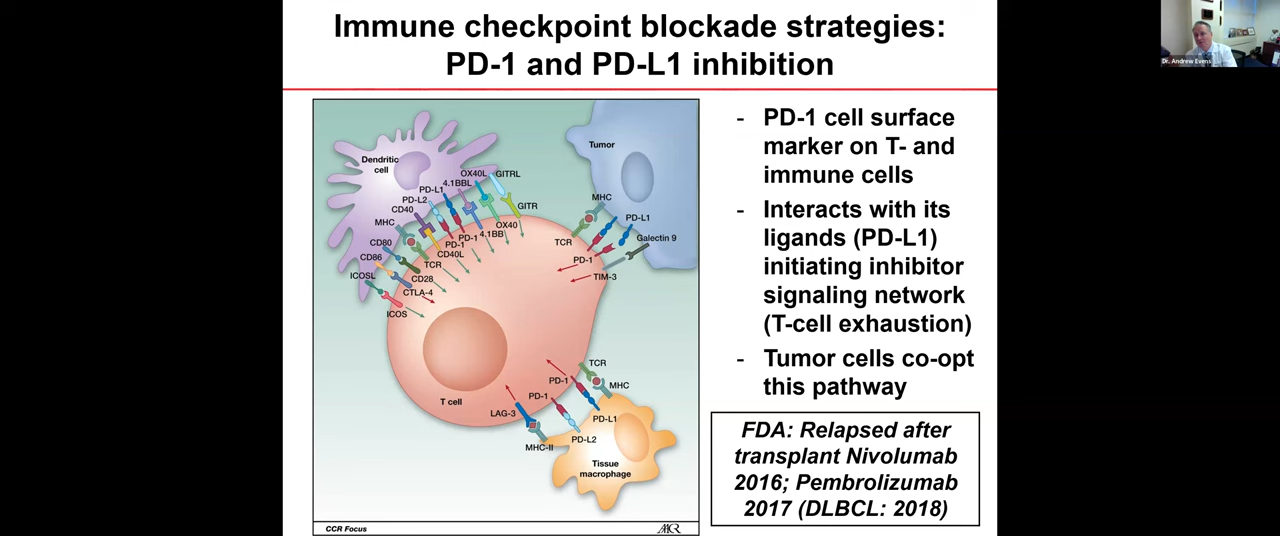 Immune checkpoint blockade strategies:
PD-1 and PD-L1 inhibition
Dr. Andrew Evens
Dendritic
cell
Tumor
OX40L
GITRL
4.1BBL
PD-L1
PD-L2
CD40
MHC
CD80
CD86
ICOSL
GITR
OX40
4.1BB
PD-1
PD-1
CD40L
TCR
CD28
CTLA-4
ICOS
MHC
PD-L1
TCR
Galectin 9
PD-1
TIM-3
T cell
TCR
PD-1
MHC
PD-1
LAG-3
PD-L1
PD-L2
MHC-II
Tissue
macrophage
CCR Focus
AACR
- PD-1 cell surface
marker on T- and
immune cells
- Interacts with its
ligands (PD-L1)
initiating inhibitor
signaling network
(T-cell exhaustion)
- Tumor cells co-opt
this pathway
FDA: Relapsed after
transplant Nivolumab
2016; Pembrolizumab
2017 (DLBCL: 2018)